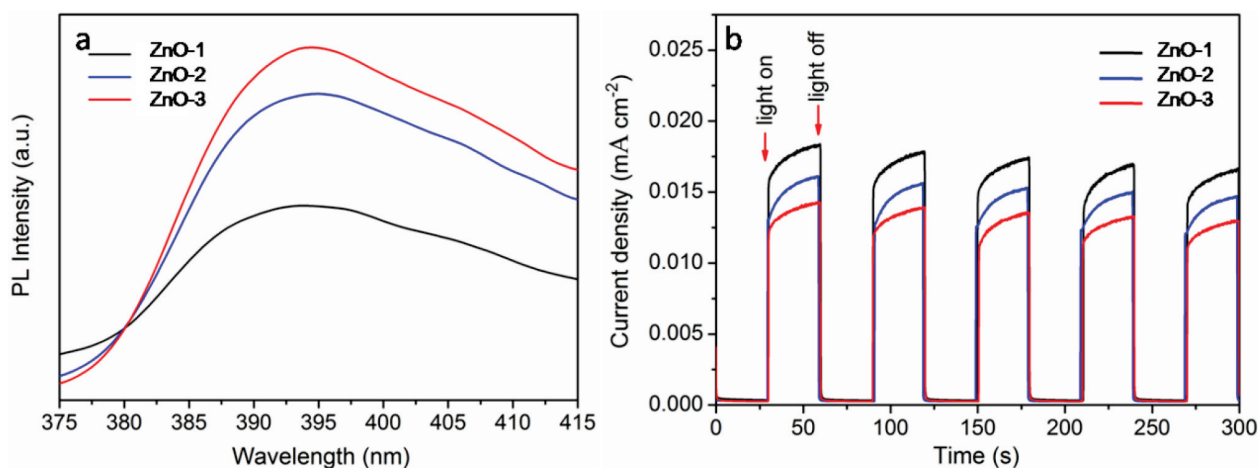 a
ZnO-1
ZnO-2
ZnO-3
PL Intensity (a.u.)
375 380 385 390 395 400 405 410 415
Wavelength (nm)
b
light on
light off
ZnO-1
ZnO-2
ZnO-3
Current density (mA cm-2)
0.025
0.020
0.015
0.010
0.005
0.000
0 50 100 150 200 250 300
Time (s)